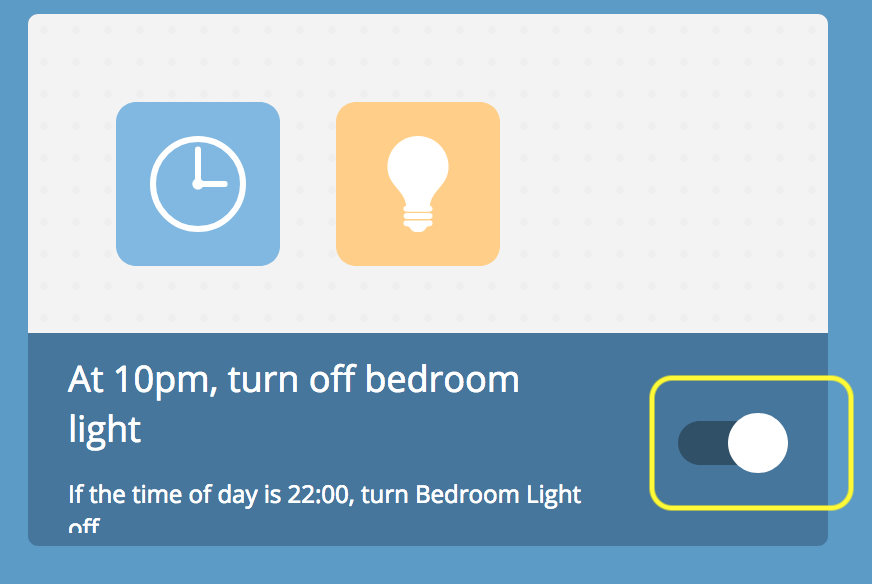 At 10pm, turn off bedroom
light
If the time of day is 22:00, turn Bedroom Light
off